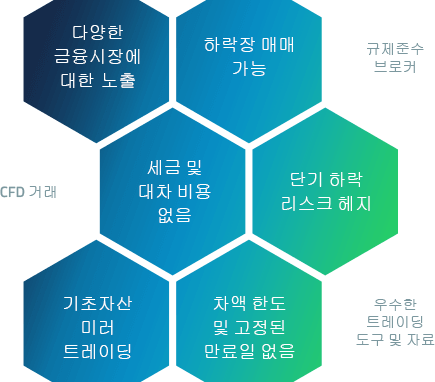 다양한
금융시장에
대한 노출
하락장 매매
가능
규제준수
브로커
CFD 거래
세금 및
대차 비용
없음
단기 하락
리스크 헤지
기초자산
미러
트레이딩
차액 한도
및 고정된
만료일 없음
우수한
트레이딩
도구 및 자료